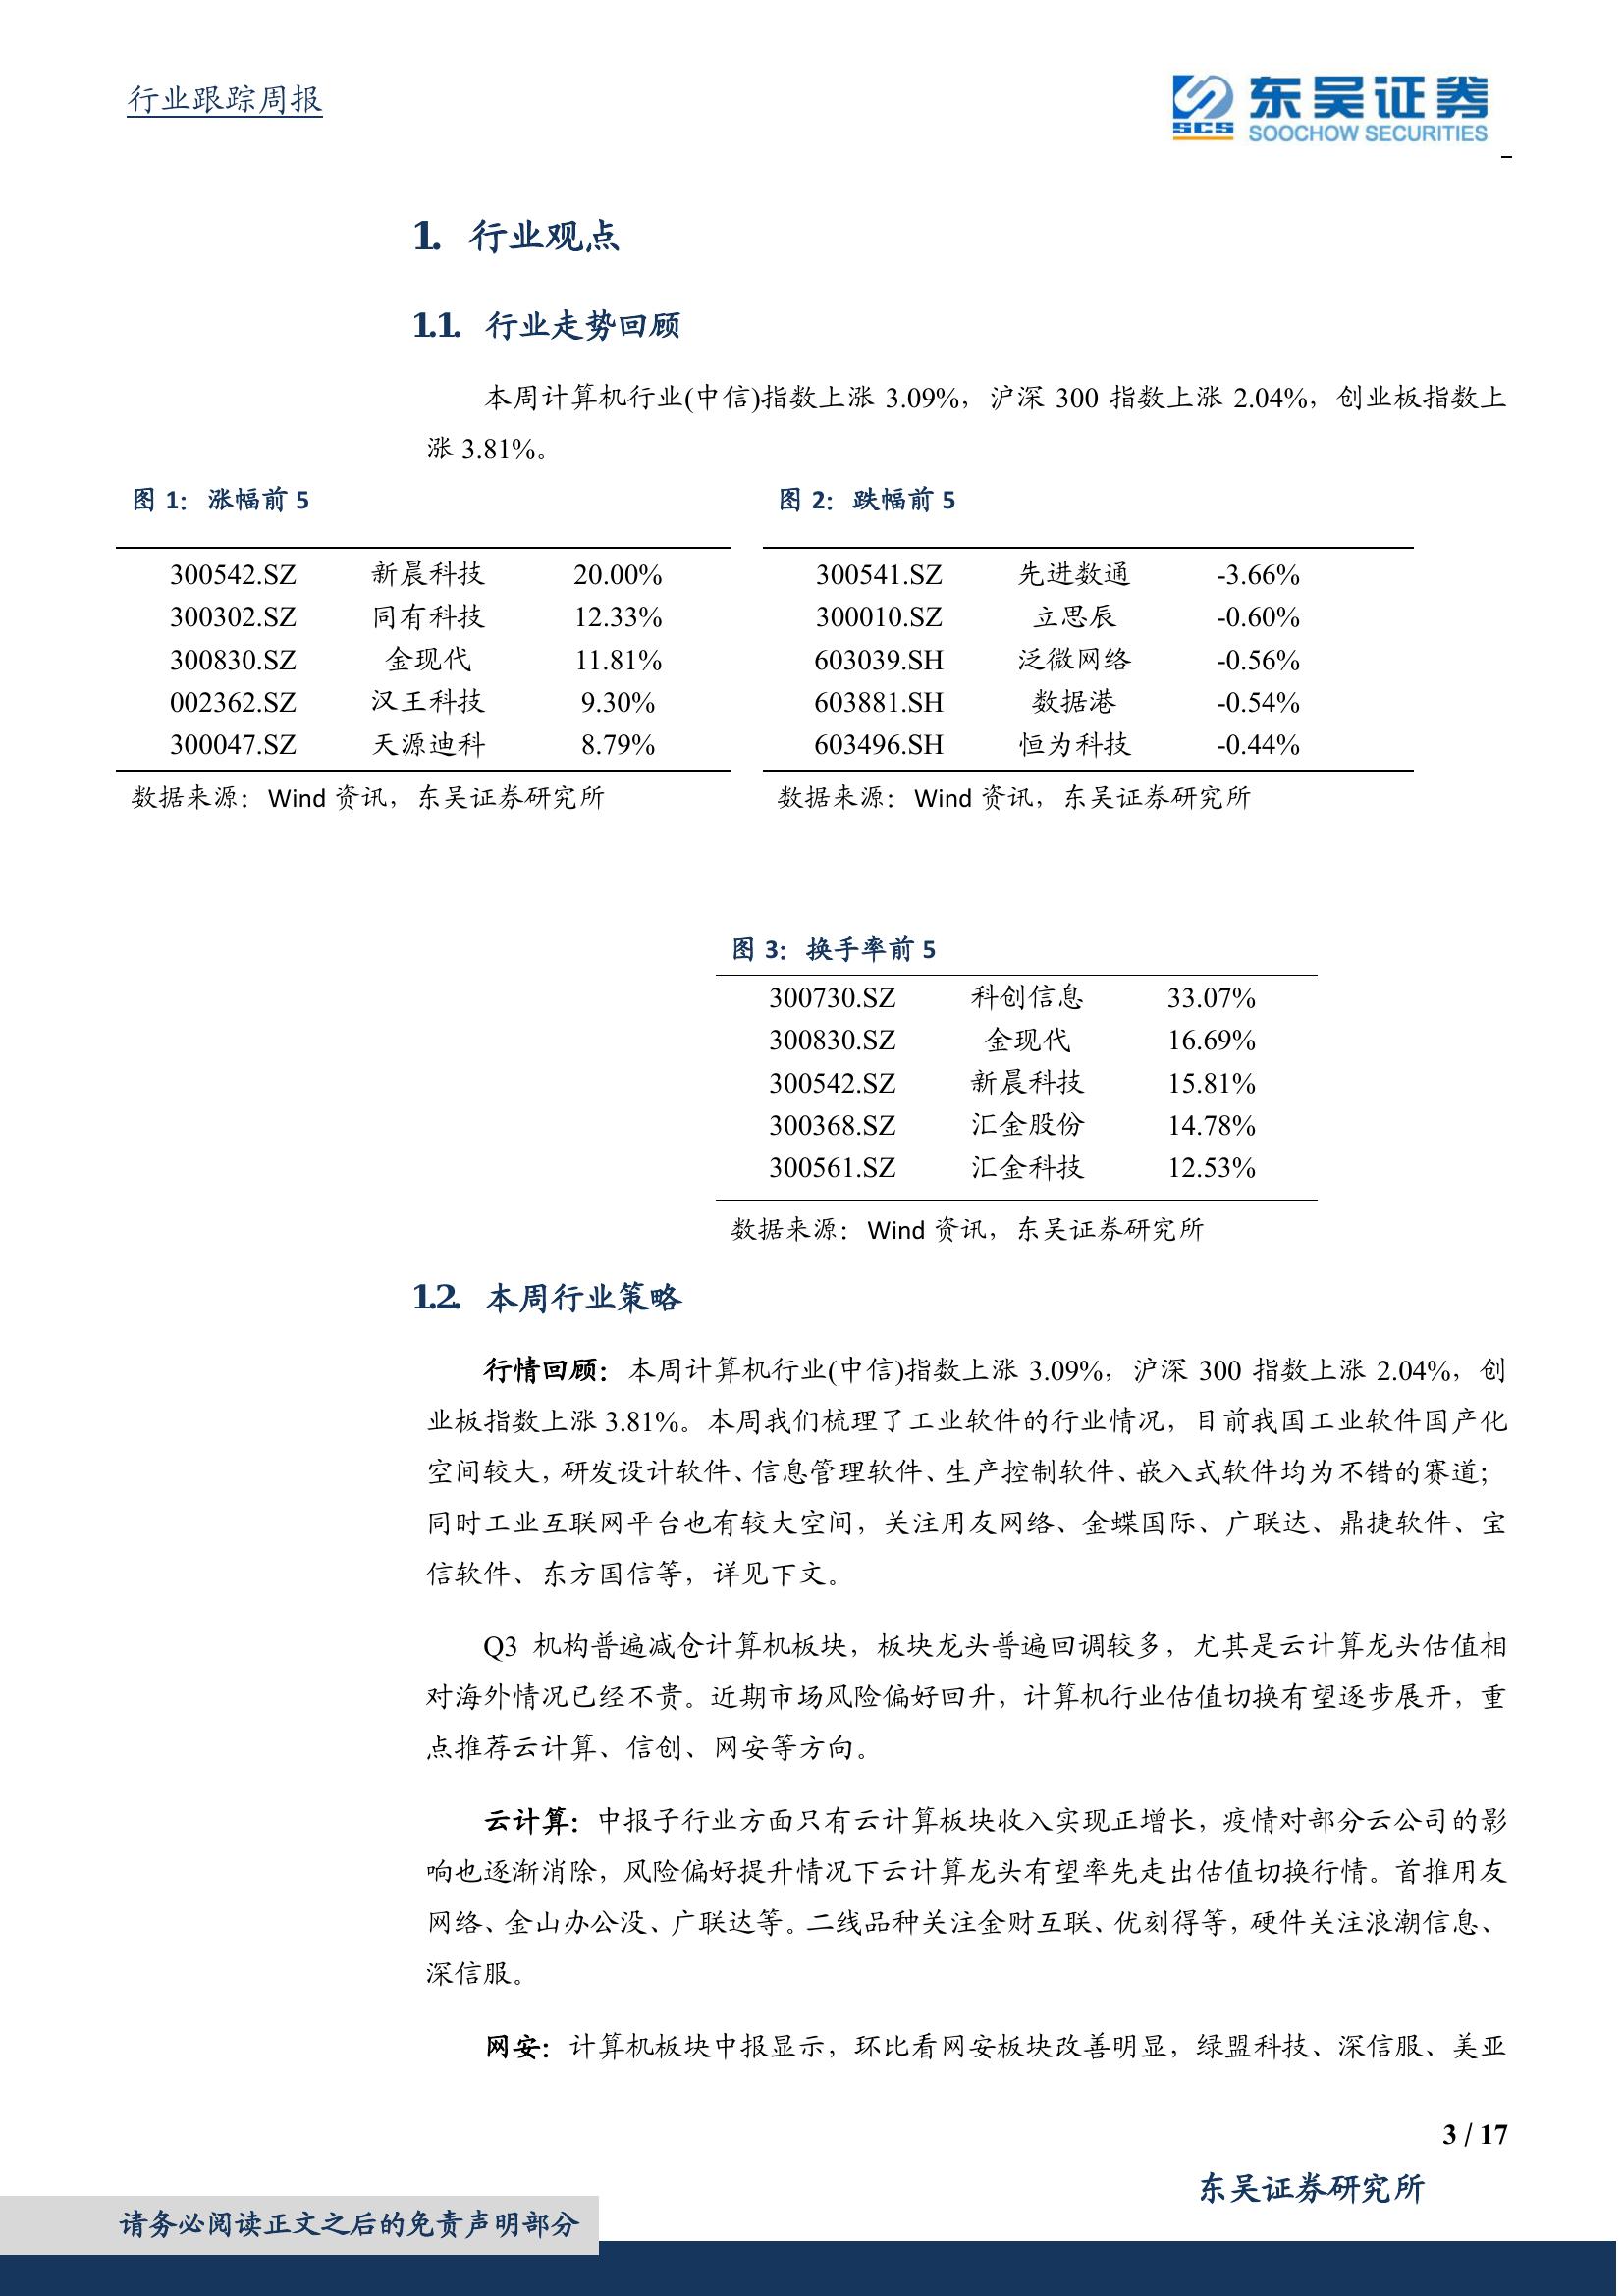 行业跟踪周报
SCS
东吴证券
SOOCHOW SECURITIES
1. 行业观点
1.1. 行业走势回顾
本周计算机行业(中信)指数上涨 3.09%，沪深 300 指数上涨 2.04%，创业板指数上
涨 3.81%。
图 1： 涨幅前 5
300542.SZ 新晨科技 20.00%
300302.SZ 同有科技 12.33%
300830.SZ 金现代 11.81%
002362.SZ 汉王科技 9.30%
300047.SZ 天源迪科 8.79%
数据来源： Wind 资讯，东吴证券研究所
图 2： 跌幅前 5
300541.SZ 先进数通 -3.66%
300010.SZ 立思辰 -0.60%
603039.SH 泛微网络 -0.56%
603881.SH 数据港 -0.54%
603496.SH 恒为科技 -0.44%
数据来源： Wind 资讯，东吴证券研究所
图 3： 换手率前 5
300730.SZ 科创信息 33.07%
300830.SZ 金现代 16.69%
300542.SZ 新晨科技 15.81%
300368.SZ 汇金股份 14.78%
300561.SZ 汇金科技 12.53%
数据来源： Wind 资讯，东吴证券研究所
1.2. 本周行业策略
行情回顾：本周计算机行业(中信)指数上涨 3.09%，沪深 300 指数上涨 2.04%，创
业板指数上涨 3.81%。本周我们梳理了工业软件的行业情况，目前我国工业软件国产化
空间较大，研发设计软件、信息管理软件、生产控制软件、嵌入式软件均为不错的赛道；
同时工业互联网平台也有较大空间，关注用友网络、金蝶国际、广联达、鼎捷软件、宝
信软件、东方国信等，详见下文。
Q3 机构普遍减仓计算机板块，板块龙头普遍回调较多，尤其是云计算龙头估值相
对海外情况已经不贵。近期市场风险偏好回升，计算机行业估值切换有望逐步展开，重
点推荐云计算、信创、网安等方向。
云计算：中报子行业方面只有云计算板块收入实现正增长，疫情对部分云公司的影
响也逐渐消除，风险偏好提升情况下云计算龙头有望率先走出估值切换行情。首推用友
网络、金山办公没、广联达等。二线品种关注金财互联、优刻得等，硬件关注浪潮信息、
深信服。
网安：计算机板块中报显示，环比看网安板块改善明显，绿盟科技、深信服、美亚
3 / 17
东吴证券研究所
请务必阅读正文之后的免责声明部分